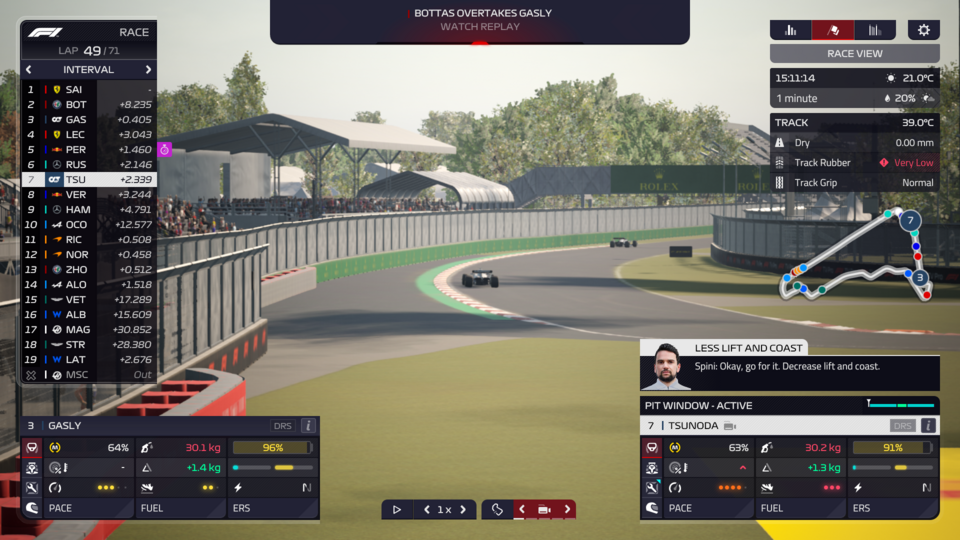 BOTTAS OVERTAKES GASLY
WATCH REPLAY
F1 RACE
LAP 49/71
INTERVAL
1 SAI -
2 BOT +8.235
3 GAS +0.405
4 LEC +3.043
5 PER +1.460
6 RUS +2.146
7 TSU +2.339
8 VER +3.244
9 HAM +4.791
10 OCO +12.577
11 RIC +0.508
12 NOR +0.458
13 ZHO +0.512
14 ALO +1.518
15 VET +17.289
16 ALB +15.609
17 MAG +30.852
18 STR +28.380
19 LAT +2.676
MSC Out
RACE VIEW
15:11:14 21.0°C
1 minute 20%
TRACK 39.0°C
Dry 0.00 mm
Track Rubber Very Low
Track Grip Normal
7
3
ROLEX
ROLEX
LESS LIFT AND COAST
Spini: Okay, go for it. Decrease lift and coast.
PIT WINDOW - ACTIVE
3 GASLY DRS i
M 64% 30.1 kg 96%
- +1.4 kg
N
PACE FUEL ERS
1x
7 TSUNODA DRS i
M 63% 30.2 kg 91%
+1.3 kg
N
PACE FUEL ERS